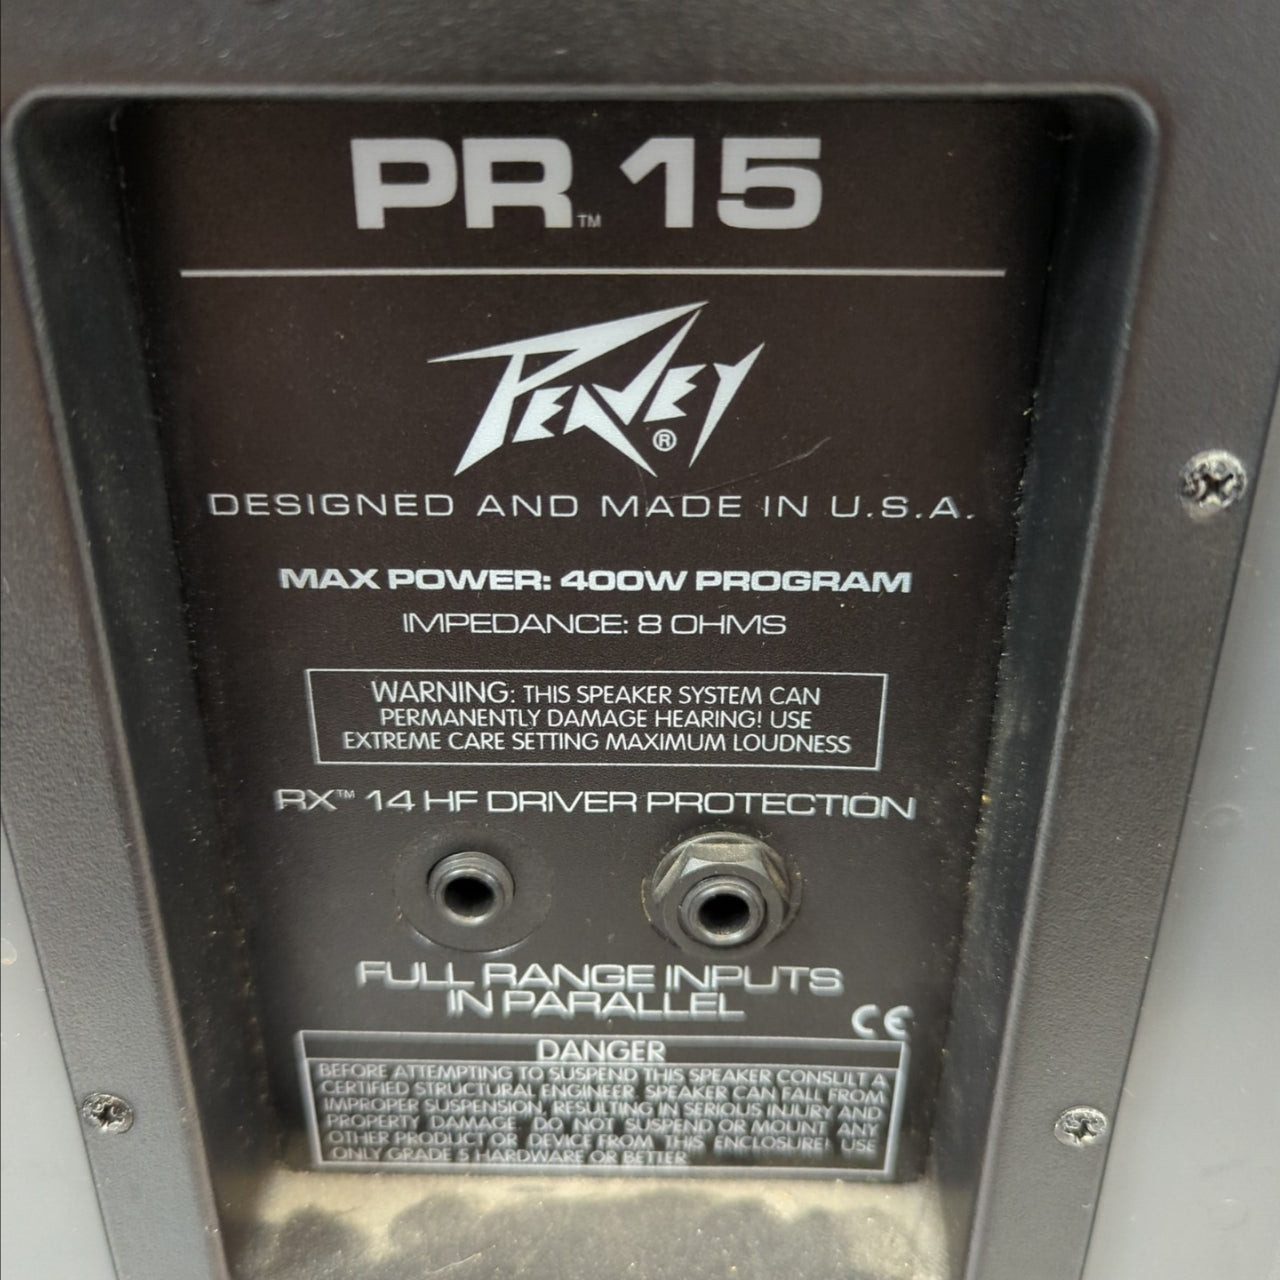 PR™ 15
PEAVEY®
DESIGNED AND MADE IN U.S.A.
MAX POWER: 400W PROGRAM
IMPEDANCE: 8 OHMS
WARNING: THIS SPEAKER SYSTEM CAN
PERMANENTLY DAMAGE HEARING! USE
EXTREME CARE SETTING MAXIMUM LOUDNESS
RX™ 14 HF DRIVER PROTECTION
FULL RANGE INPUTS
IN PARALLEL
CE
DANGER
BEFORE ATTEMPTING TO SUSPEND THIS SPEAKER CONSULT A
CERTIFIED STRUCTURAL ENGINEER. SPEAKER CAN FALL FROM
IMPROPER SUSPENSION, RESULTING IN SERIOUS INJURY AND
PROPERTY DAMAGE. DO NOT SUSPEND OR MOUNT ANY
OTHER PRODUCT OR DEVICE FROM THIS ENCLOSURE! USE
ONLY GRADE 5 HARDWARE OR BETTER